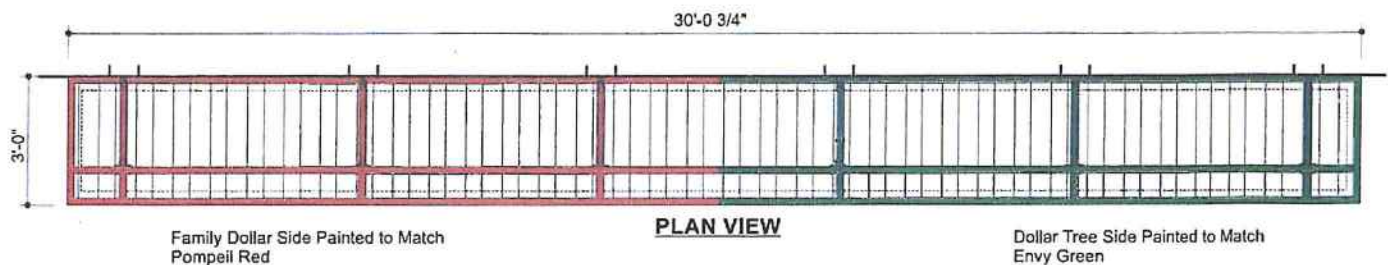 30'-0 3/4"
3'-0"
PLAN VIEW
Family Dollar Side Painted to Match
Pompeil Red
Dollar Tree Side Painted to Match
Envy Green